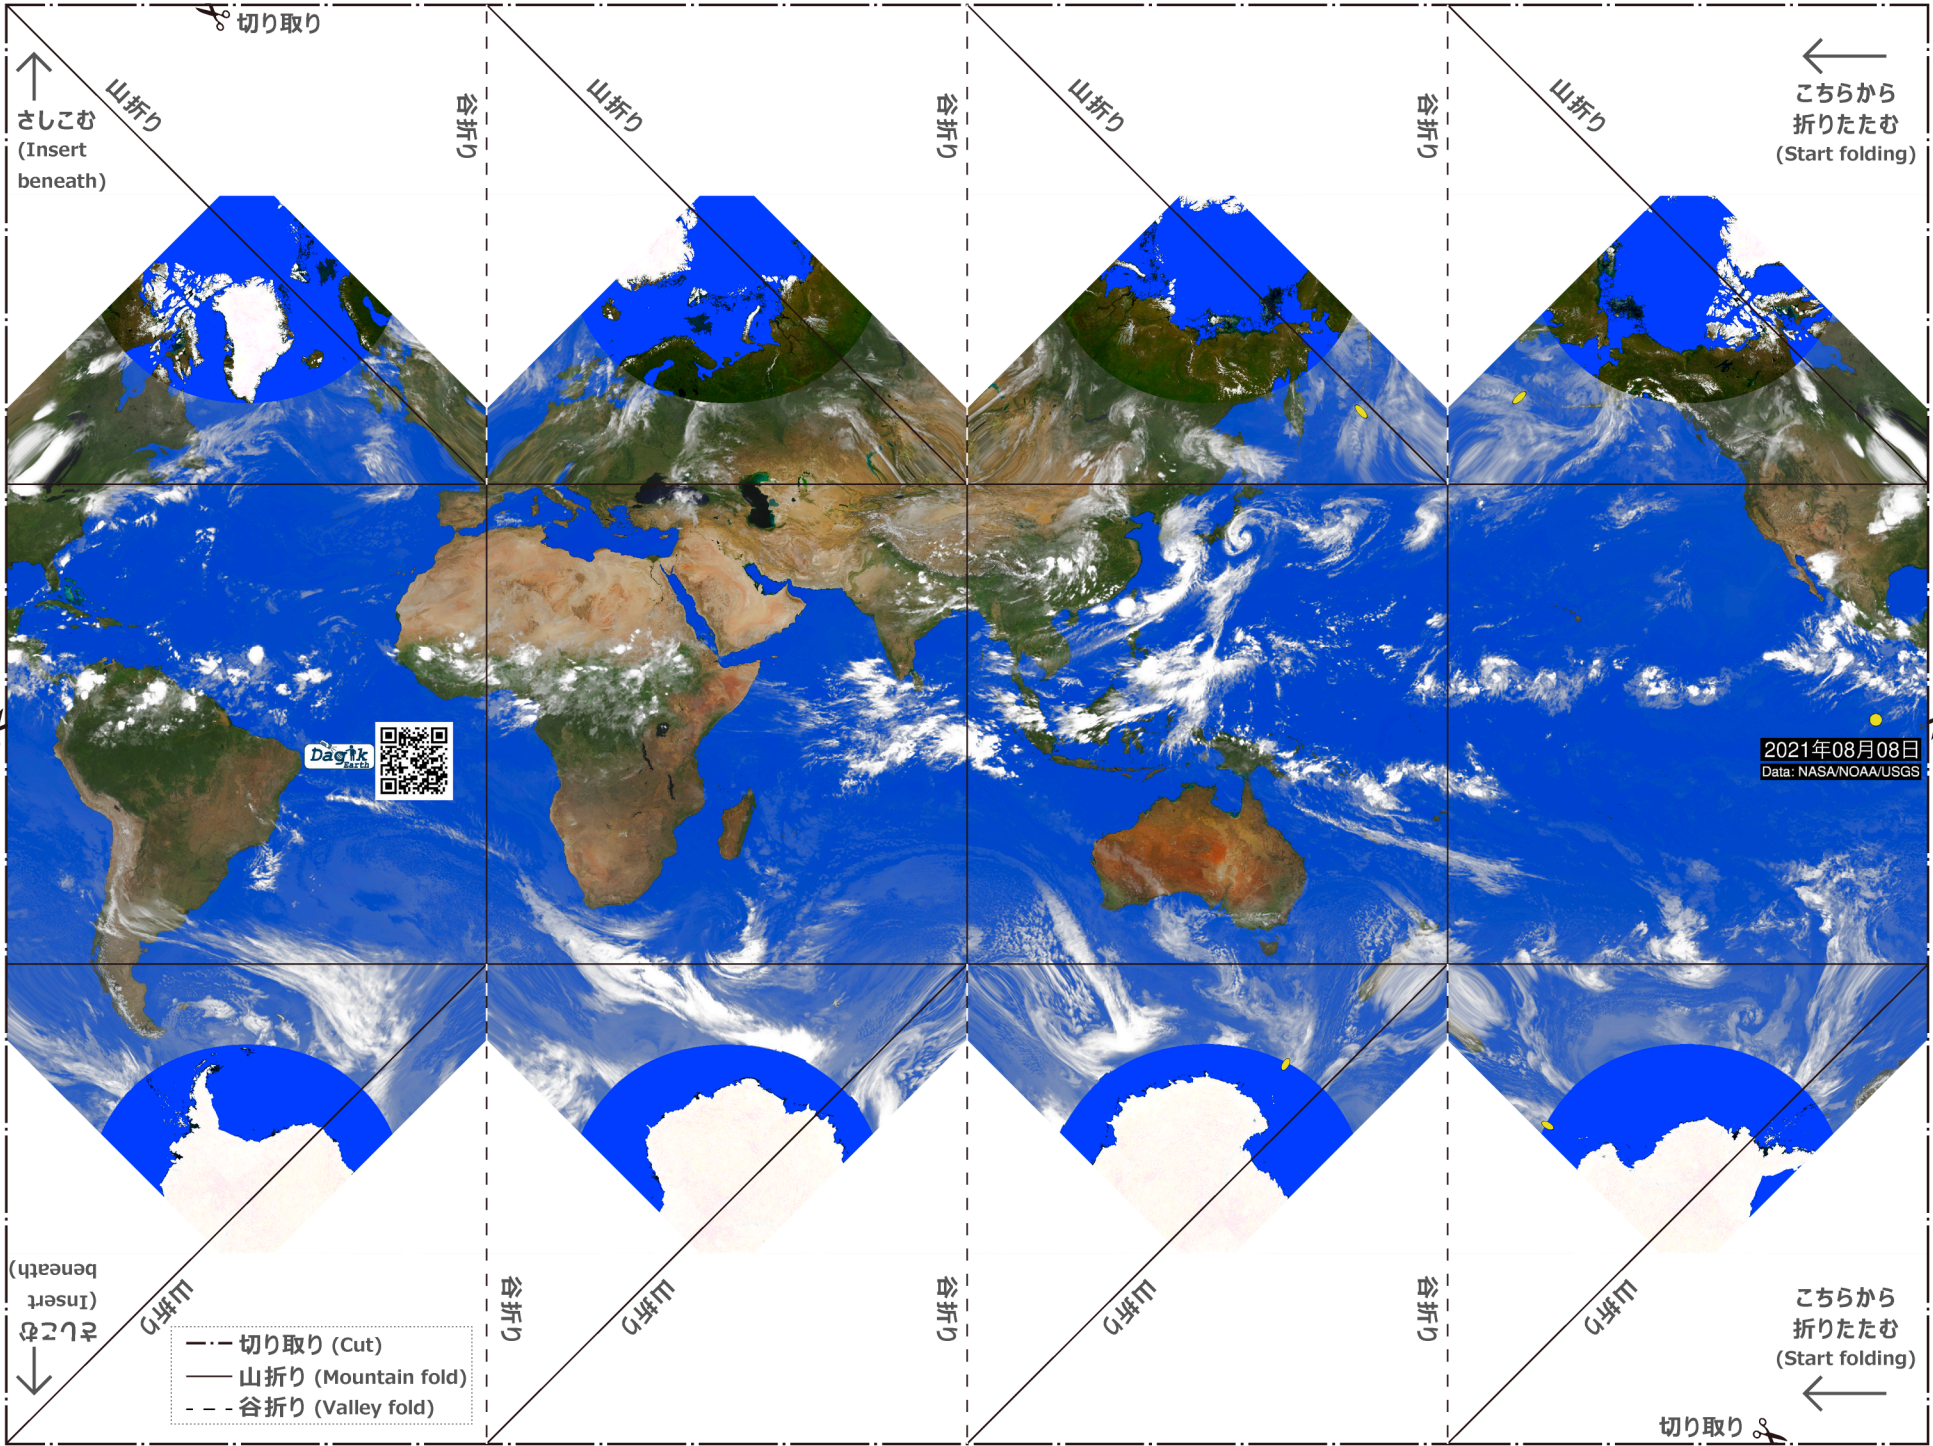 切り取り
山折り
谷折り
山折り
谷折り
山折り
谷折り
山折り
さしこむ
(Insert
beneath)
こちらから
折りたたむ
(Start folding)
Dagik
Earth
2021年08月08日
Data: NASA/NOAA/USGS
さしこむ
(Insert
beneath)
山折り
谷折り
山折り
谷折り
山折り
谷折り
山折り
こちらから
折りたたむ
(Start folding)
切り取り (Cut)
山折り (Mountain fold)
谷折り (Valley fold)
切り取り